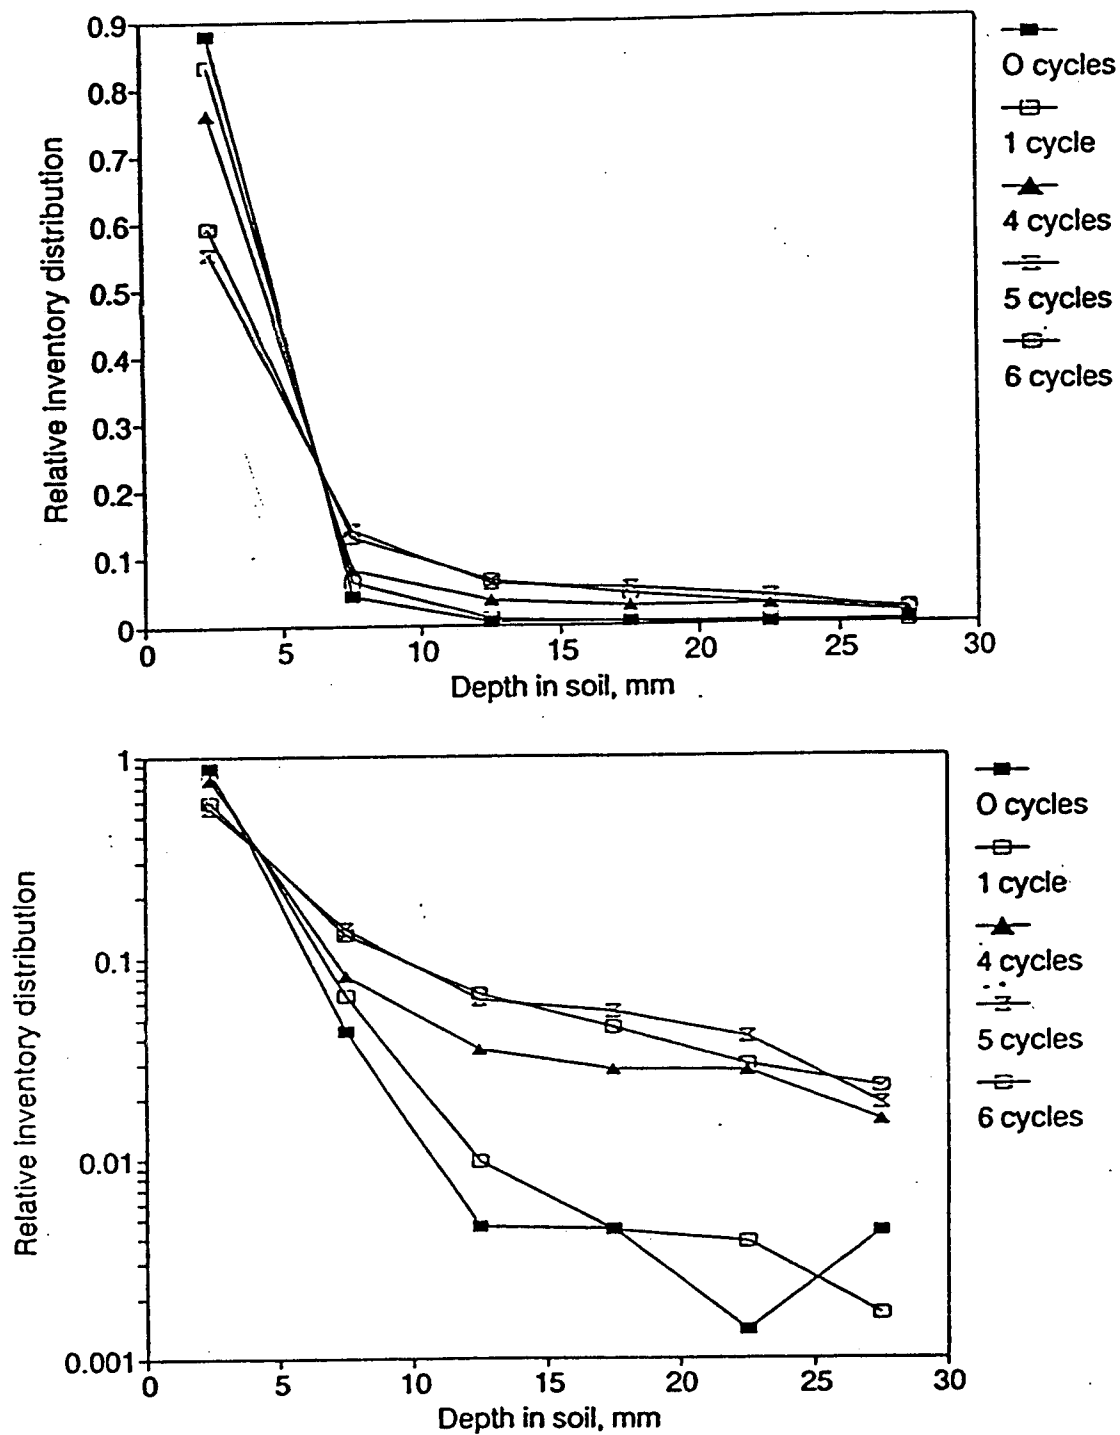 0.9
0.8
0.7
0.6
0.5
0.4
0.3
0.2
0.1
0
Relative inventory distribution
0 5 10 15 20 25 30
Depth in soil, mm
O cycles
1 cycle
4 cycles
5 cycles
6 cycles
1
0.1
0.01
0.001
Relative inventory distribution
0 5 10 15 20 25 30
Depth in soil, mm
O cycles
1 cycle
4 cycles
5 cycles
6 cycles